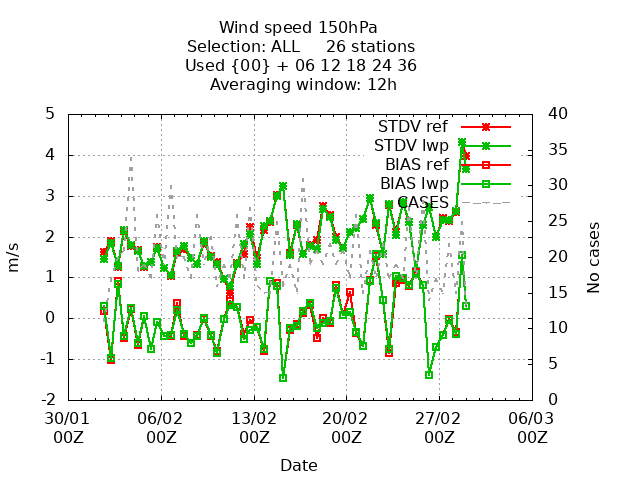 Wind speed 150hPa
Selection: ALL     26 stations
Used {00} + 06 12 18 24 36
Averaging window: 12h
STDV ref
STDV lwp
BIAS ref
BIAS lwp
CASES
5
4
3
2
1
0
-1
-2
m/s
40
35
30
25
20
15
10
5
0
No cases
30/01 06/02 13/02 20/02 27/02 06/03
00Z 00Z 00Z 00Z 00Z 00Z
Date